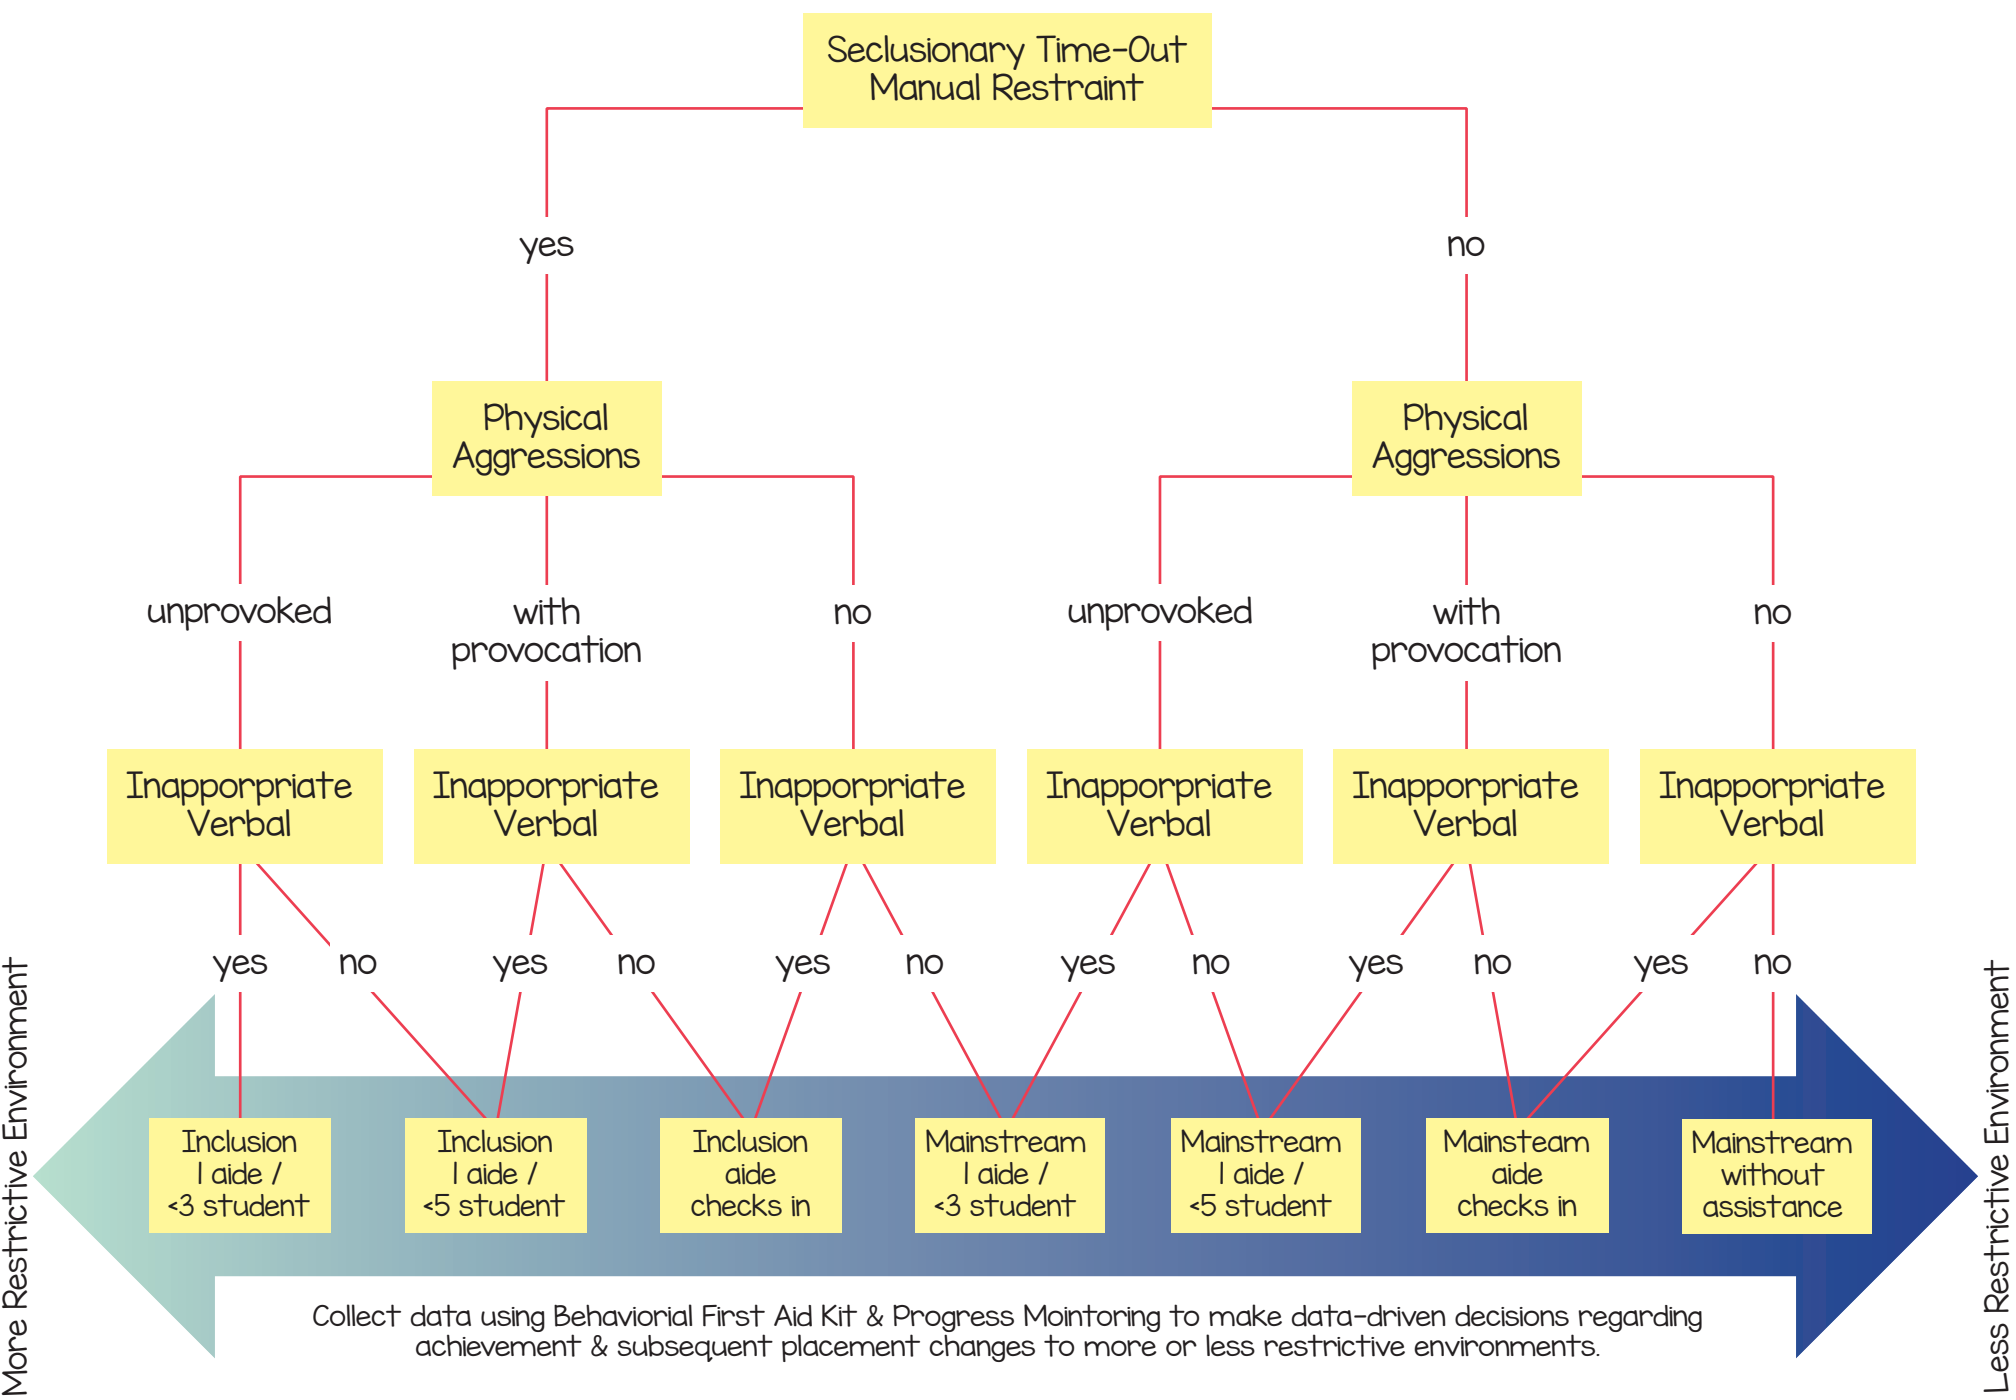 Seclusionary Time-Out
Manual Restraint
yes
no
Physical
Aggressions
Physical
Aggressions
unprovoked
with
provocation
no
unprovoked
with
provocation
no
Inapporpriate
Verbal
Inapporpriate
Verbal
Inapporpriate
Verbal
Inapporpriate
Verbal
Inapporpriate
Verbal
Inapporpriate
Verbal
yes
no
yes
no
yes
no
yes
no
yes
no
yes
no
More Restrictive Environment
Less Restrictive Environment
Inclusion
1 aide /
<3 student
Inclusion
1 aide /
<5 student
Inclusion
aide
checks in
Mainstream
1 aide /
<3 student
Mainstream
1 aide /
<5 student
Mainsteam
aide
checks in
Mainstream
without
assistance
Collect data using Behaviorial First Aid Kit & Progress Mointoring to make data-driven decisions regarding
achievement & subsequent placement changes to more or less restrictive environments.